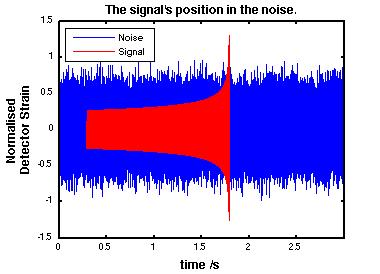 The signal's position in the noise.
Noise
Signal
Normalised
Detector Strain
1.5
1
0.5
0
-0.5
-1
-1.5
0 0.5 1 1.5 2 2.5
time /s